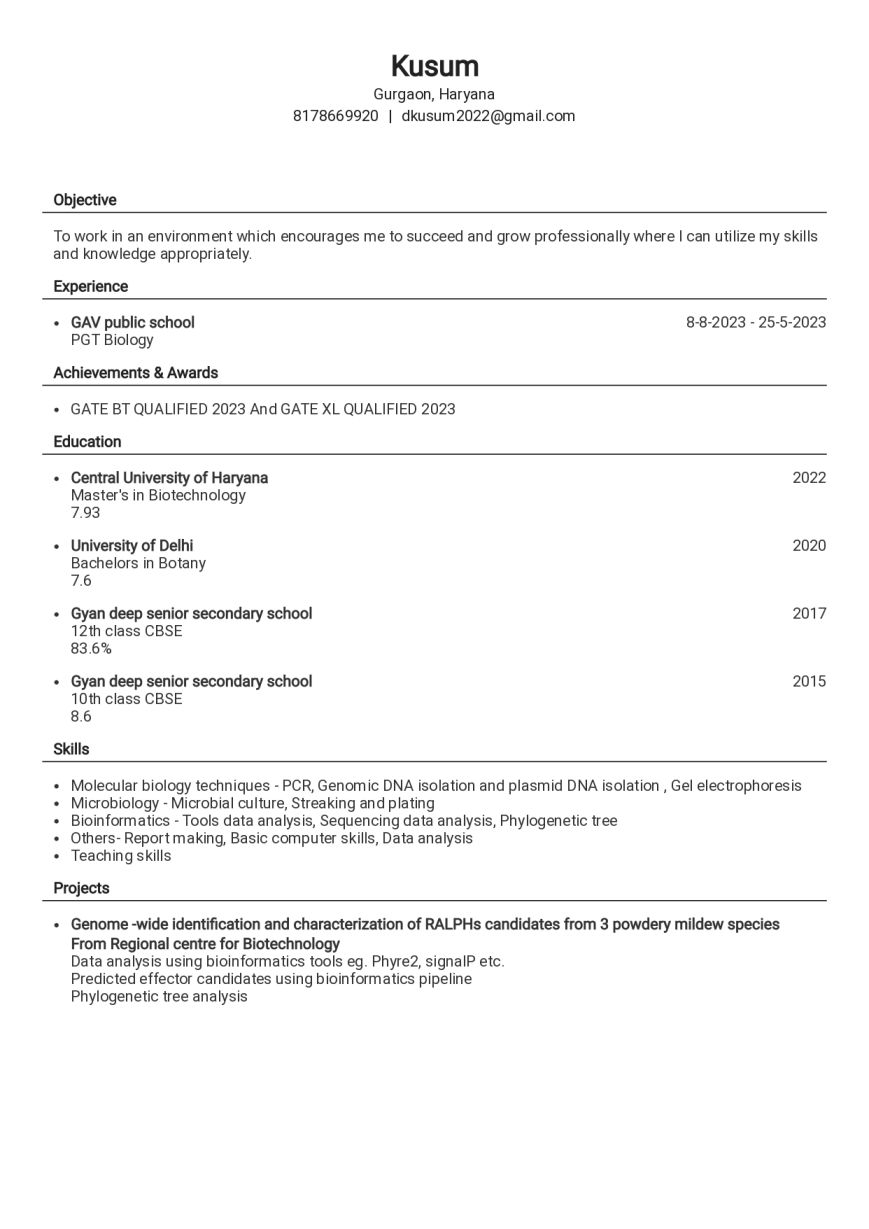 Kusum
Gurgaon, Haryana
8178669920 | dkusum2022@gmail.com
Objective
To work in an environment which encourages me to succeed and grow professionally where I can utilize my skills
and knowledge appropriately.
Experience
• GAV public school 8-8-2023 - 25-5-2023
PGT Biology
Achievements & Awards
• GATE BT QUALIFIED 2023 And GATE XL QUALIFIED 2023
Education
• Central University of Haryana 2022
Master's in Biotechnology
7.93
• University of Delhi 2020
Bachelors in Botany
7.6
• Gyan deep senior secondary school 2017
12th class CBSE
83.6%
• Gyan deep senior secondary school 2015
10th class CBSE
8.6
Skills
• Molecular biology techniques - PCR, Genomic DNA isolation and plasmid DNA isolation , Gel electrophoresis
• Microbiology - Microbial culture, Streaking and plating
• Bioinformatics - Tools data analysis, Sequencing data analysis, Phylogenetic tree
• Others- Report making, Basic computer skills, Data analysis
• Teaching skills
Projects
• Genome -wide identification and characterization of RALPHs candidates from 3 powdery mildew species
From Regional centre for Biotechnology
Data analysis using bioinformatics tools eg. Phyre2, signalP etc.
Predicted effector candidates using bioinformatics pipeline
Phylogenetic tree analysis